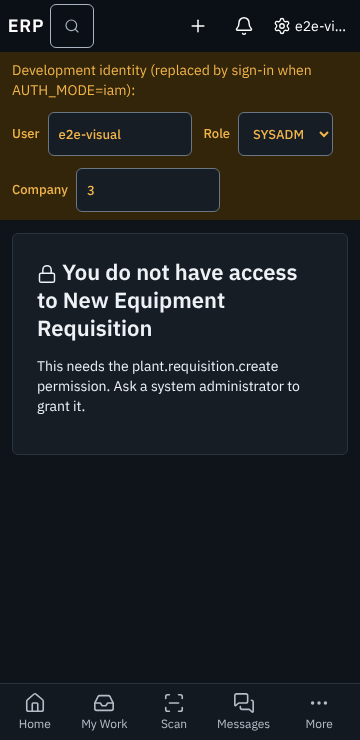 ERP
e2e-vi...
Development identity (replaced by sign-in when
AUTH_MODE=iam):
User e2e-visual Role SYSADM
Company 3
You do not have access
to New Equipment
Requisition
This needs the plant.requisition.create
permission. Ask a system administrator to
grant it.
Home My Work Scan Messages More